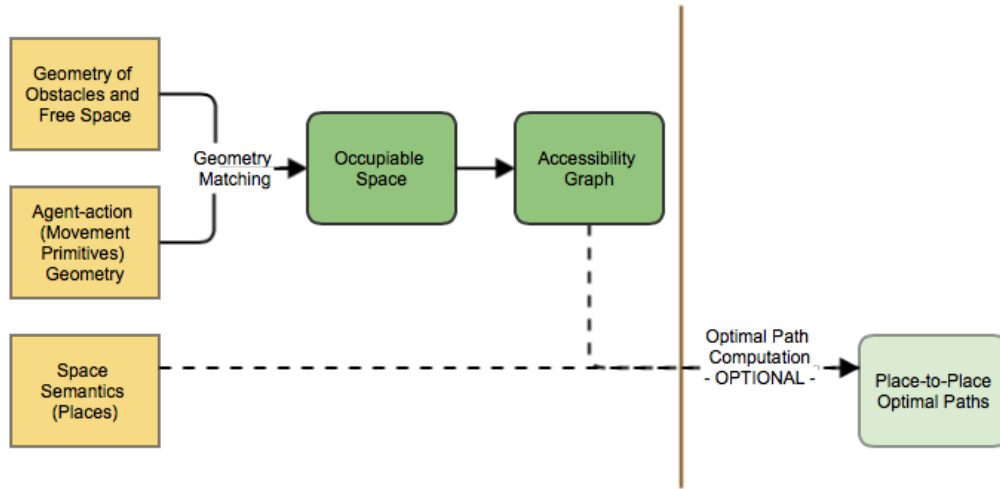 Geometry of
Obstacles and
Free Space
Agent-action
(Movement
Primitives)
Geometry
Space
Semantics
(Places)
Geometry
Matching
Occupiable
Space
Accessibility
Graph
Optimal Path
Computation
- OPTIONAL -
Place-to-Place
Optimal Paths